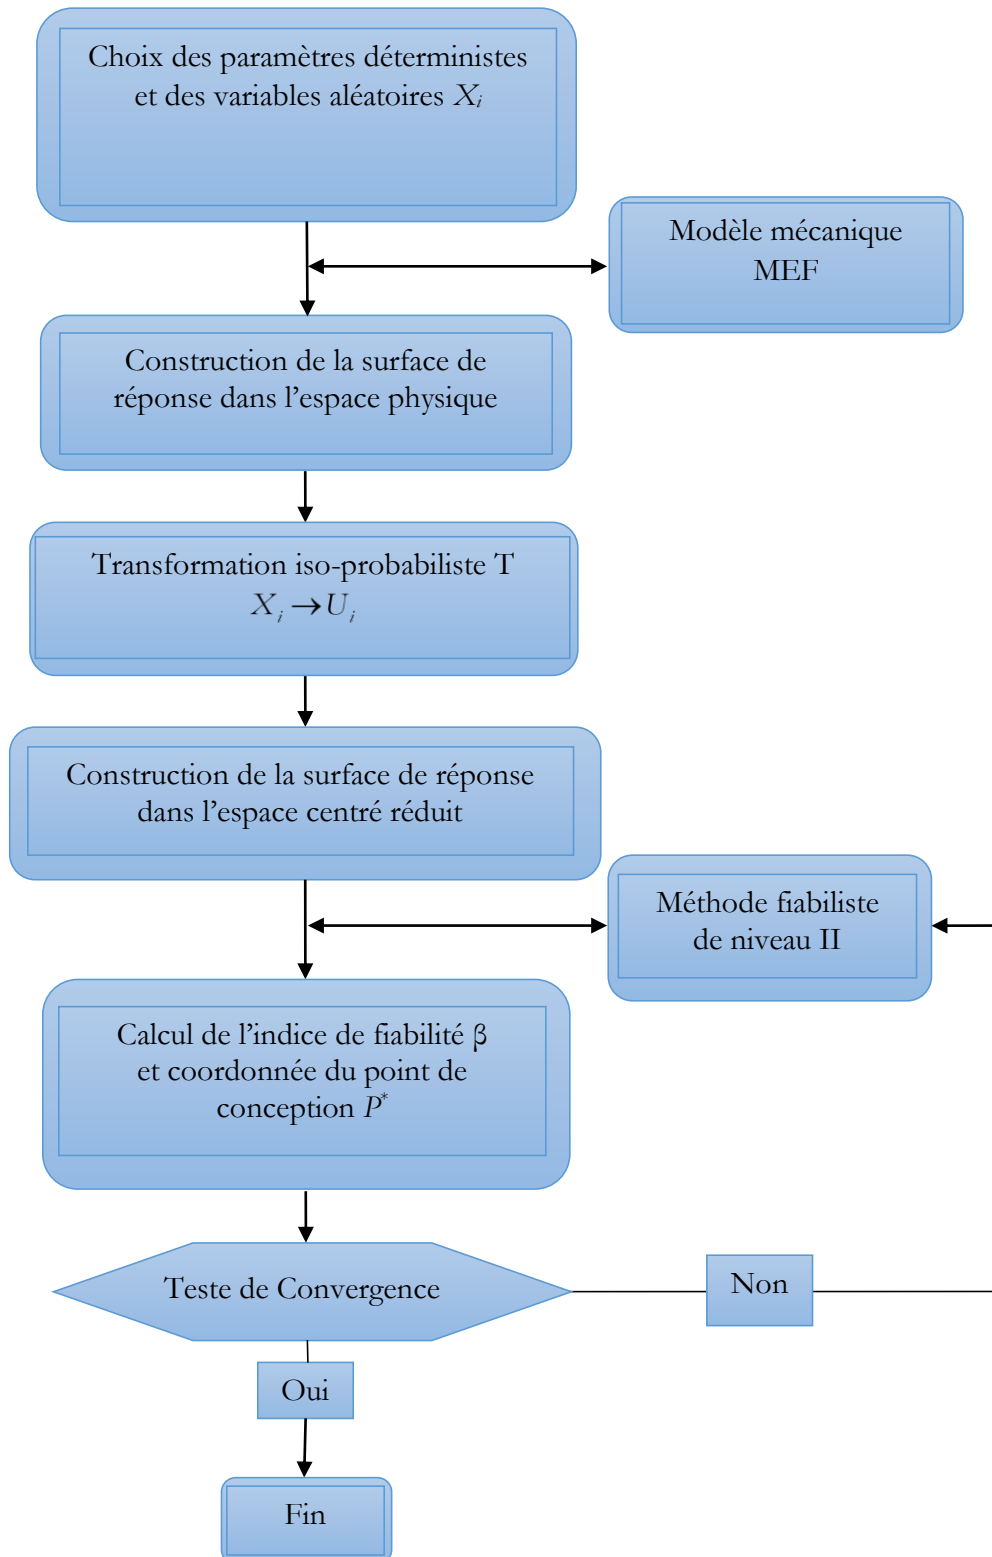 Choix des paramètres déterministes
et des variables aléatoires Xi
Modèle mécanique
MEF
Construction de la surface de
réponse dans l’espace physique
Transformation iso-probabiliste T
Xi → Ui
Construction de la surface de réponse
dans l’espace centré réduit
Méthode fiabiliste
de niveau II
Calcul de l’indice de fiabilité β
et coordonnée du point de
conception P*
Teste de Convergence
Non
Oui
Fin